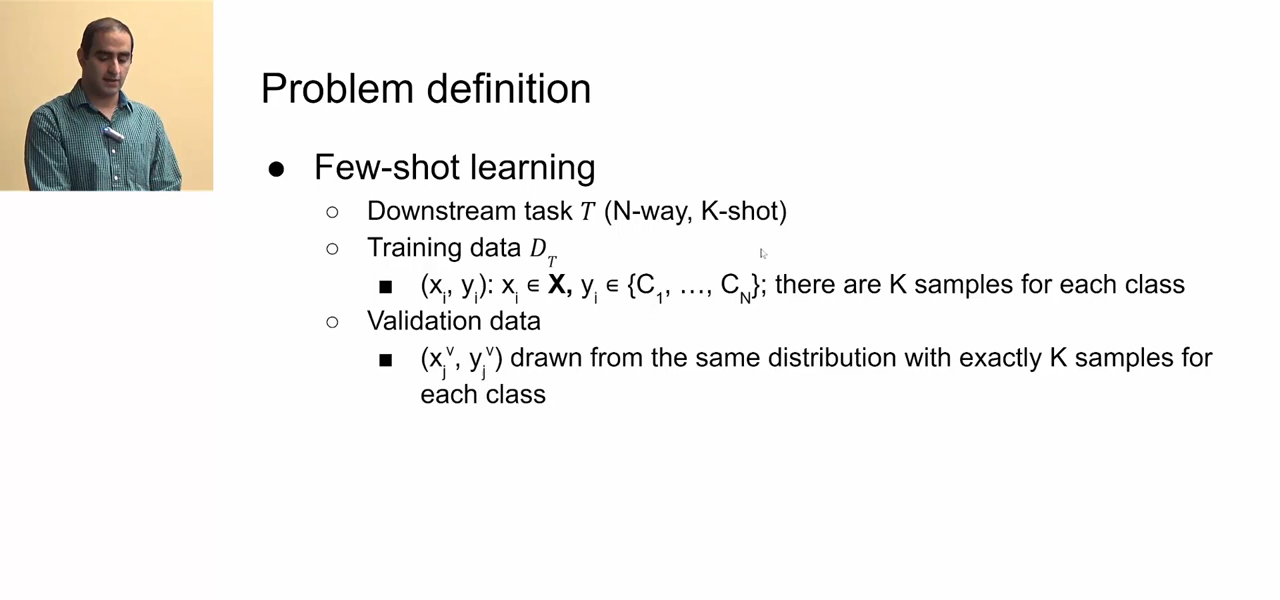 Problem definition
● Few-shot learning
○ Downstream task T (N-way, K-shot)
○ Training data D_T
■ (x_i, y_i): x_i ∈ X, y_i ∈ {C_1, …, C_N}; there are K samples for each class
○ Validation data
■ (x_j^v, y_j^v) drawn from the same distribution with exactly K samples for
each class